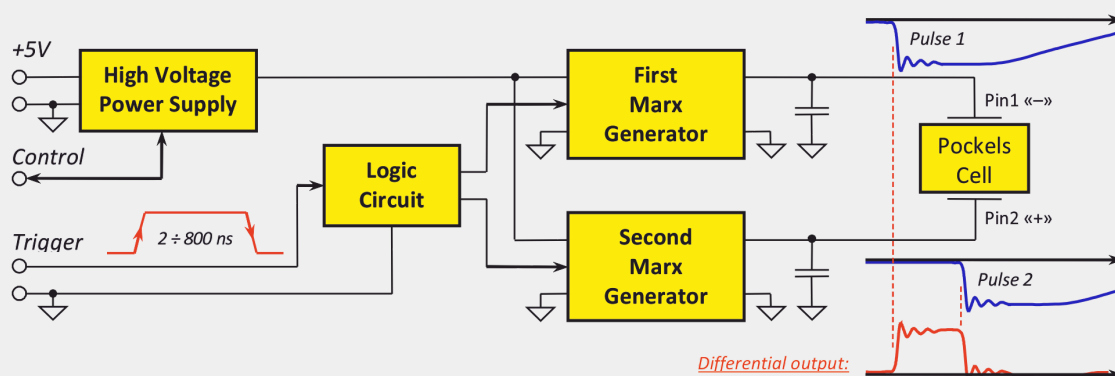 +5V
High Voltage
Power Supply
Control
Trigger
2 ÷ 800 ns
Logic
Circuit
First
Marx
Generator
Second
Marx
Generator
Pulse 1
Pin1 «–»
Pockels
Cell
Pin2 «+»
Pulse 2
Differential output: